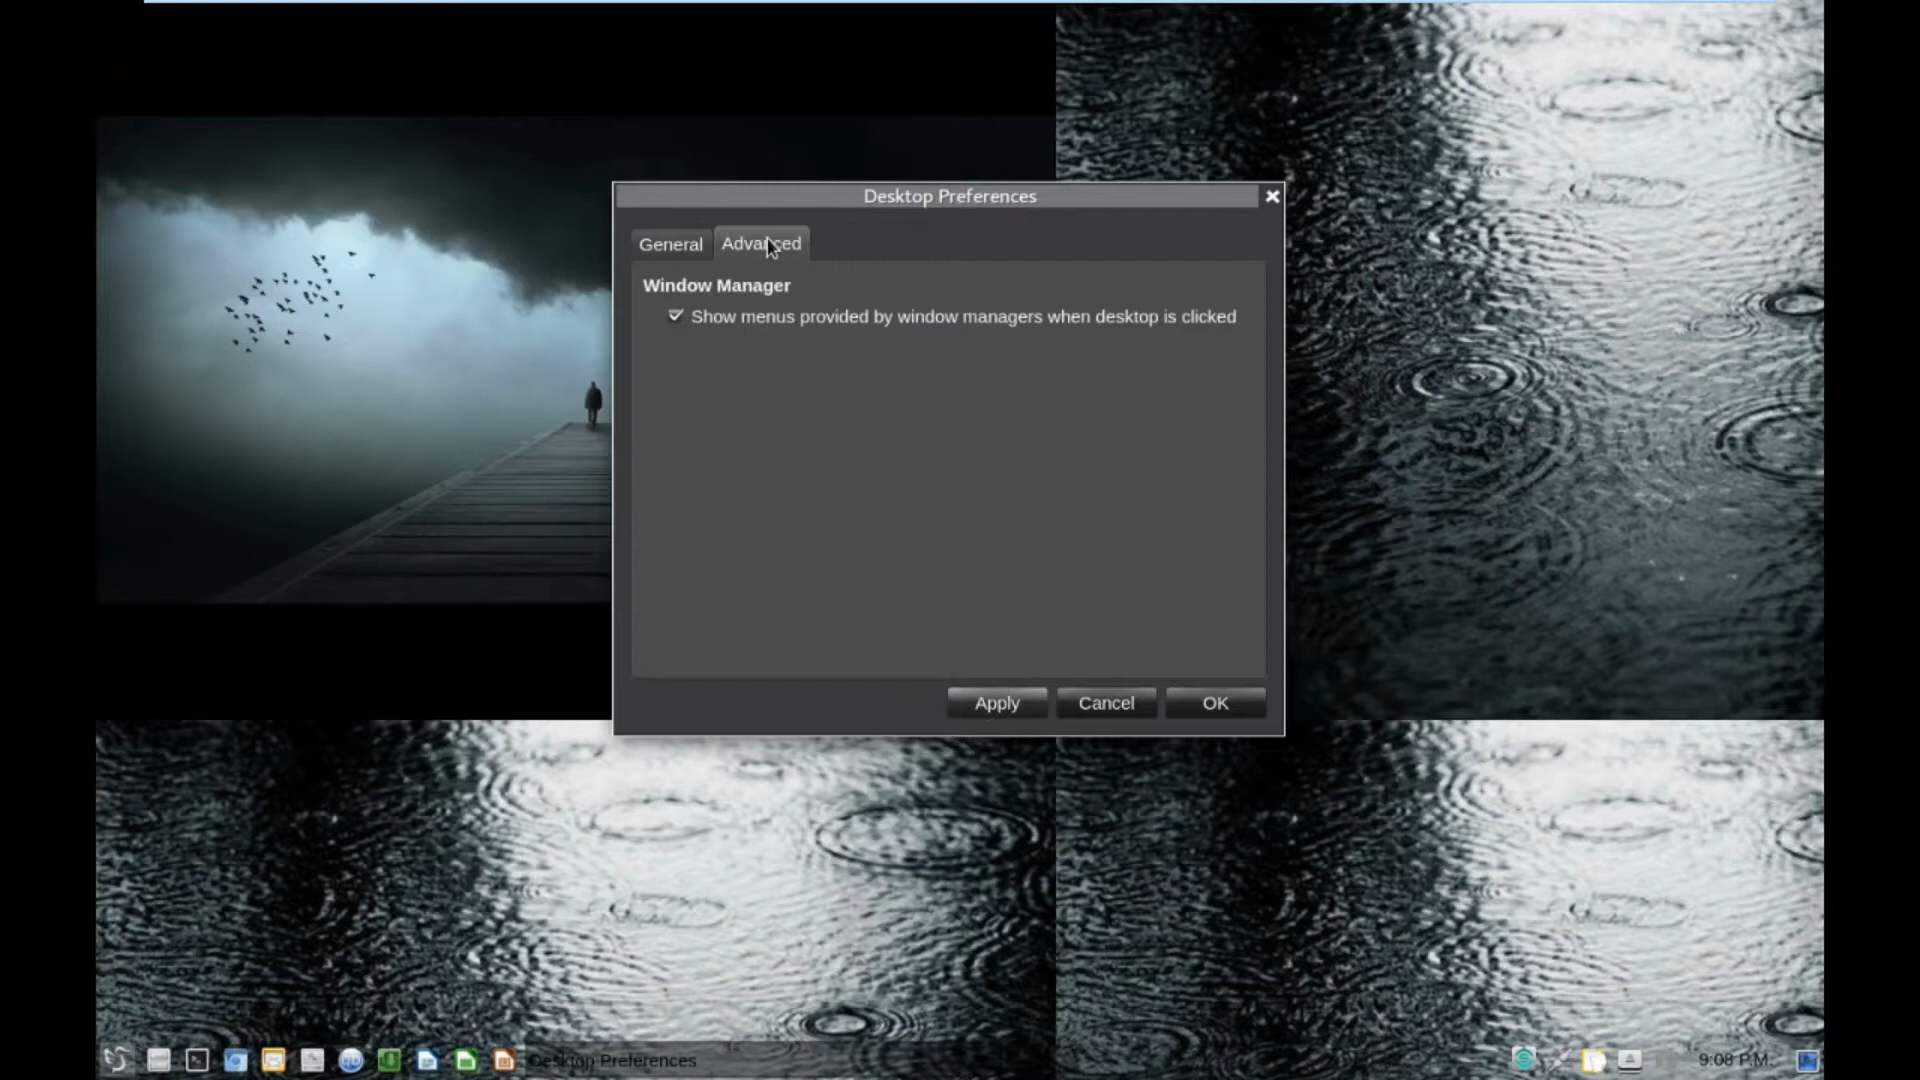 Desktop Preferences
General
Advanced
Window Manager
Show menus provided by window managers when desktop is clicked
Apply
Cancel
OK
Desktop Preferences
9:08 P.M.